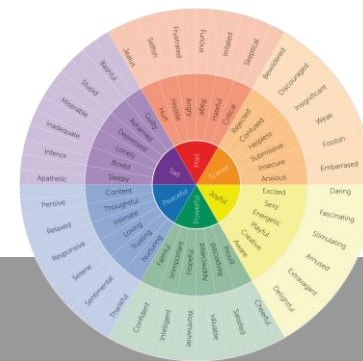 Mad
Scared
Joyful
Powerful
Peaceful
Sad
Hurt
Hostile
Angry
Rage
Hateful
Critical
Rejected
Confused
Helpless
Submissive
Insecure
Anxious
Excited
Sexy
Energetic
Playful
Creative
Aware
Proud
Respected
Appreciated
Hopeful
Faithful
Nurturing
Trusting
Loving
Intimate
Thoughtful
Content
Sleepy
Bored
Lonely
Depressed
Ashamed
Guilty
Jealus
Selfish
Frustrated
Furious
Irritated
Skeptical
Bewildered
Discouraged
Insignificant
Weak
Foolish
Embarrased
Daring
Fascinating
Stimulating
Amused
Extravagant
Delightful
Cheerful
Satisfied
valuable
Worthwhile
Intelligent
Confident
Thankful
Sentimental
Serene
Responsive
Relaxed
Pensive
Apathetic
Inferior
Inadequate
Miserable
Stupid
Bashful